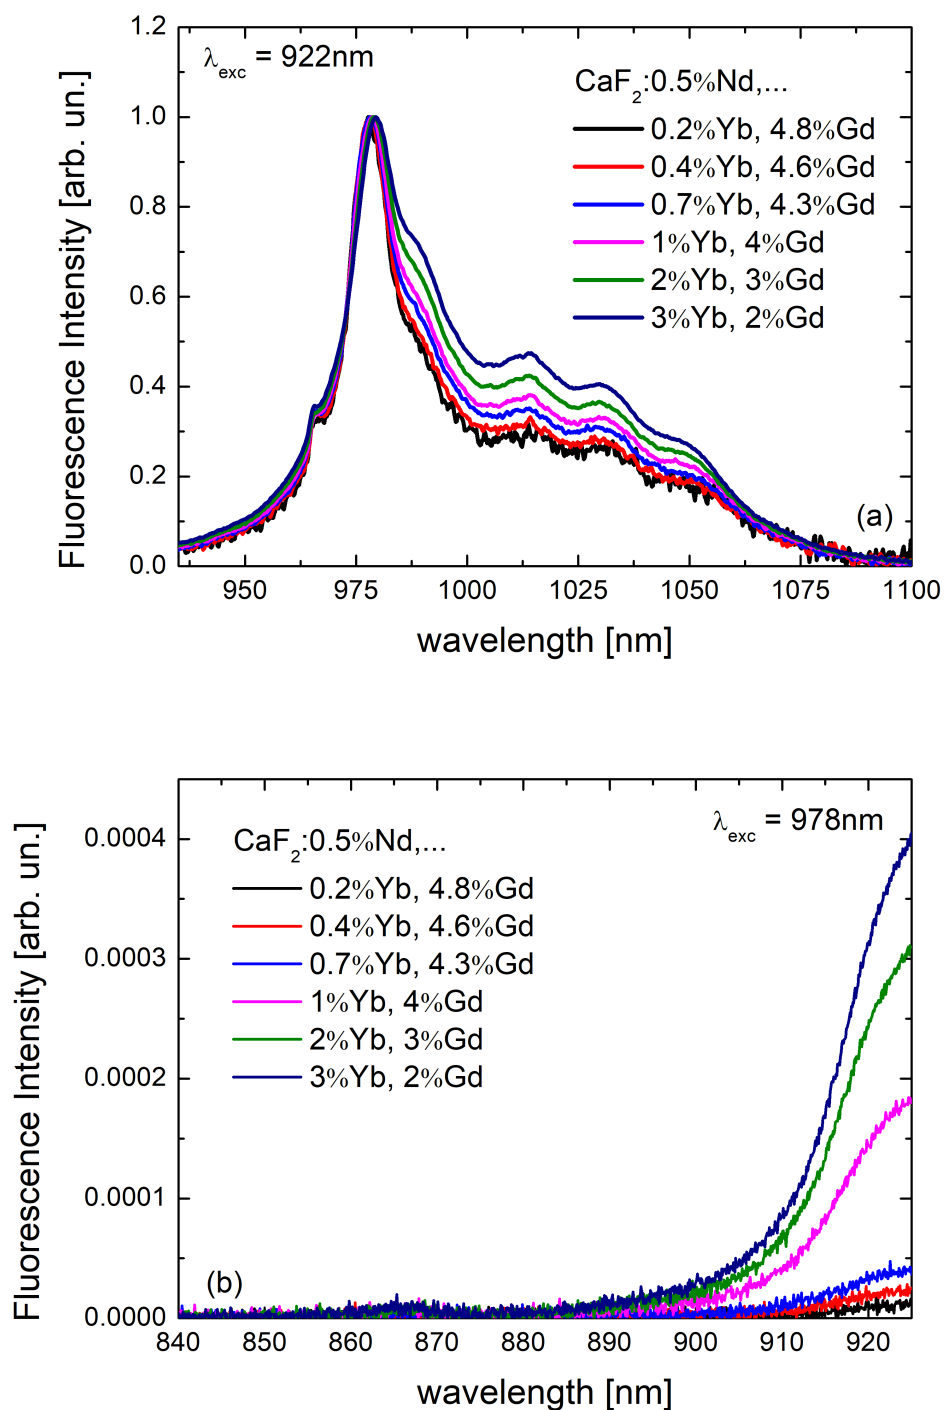 1.2
1.0
0.8
0.6
0.4
0.2
0.0
Fluorescence Intensity [arb. un.]
λexc = 922nm
CaF2:0.5%Nd,...
0.2%Yb, 4.8%Gd
0.4%Yb, 4.6%Gd
0.7%Yb, 4.3%Gd
1%Yb, 4%Gd
2%Yb, 3%Gd
3%Yb, 2%Gd
(a)
950 975 1000 1025 1050 1075 1100
wavelength [nm]
0.0004
0.0003
0.0002
0.0001
0.0000
Fluorescence Intensity [arb. un.]
λexc = 978nm
CaF2:0.5%Nd,...
0.2%Yb, 4.8%Gd
0.4%Yb, 4.6%Gd
0.7%Yb, 4.3%Gd
1%Yb, 4%Gd
2%Yb, 3%Gd
3%Yb, 2%Gd
(b)
840 850 860 870 880 890 900 910 920
wavelength [nm]